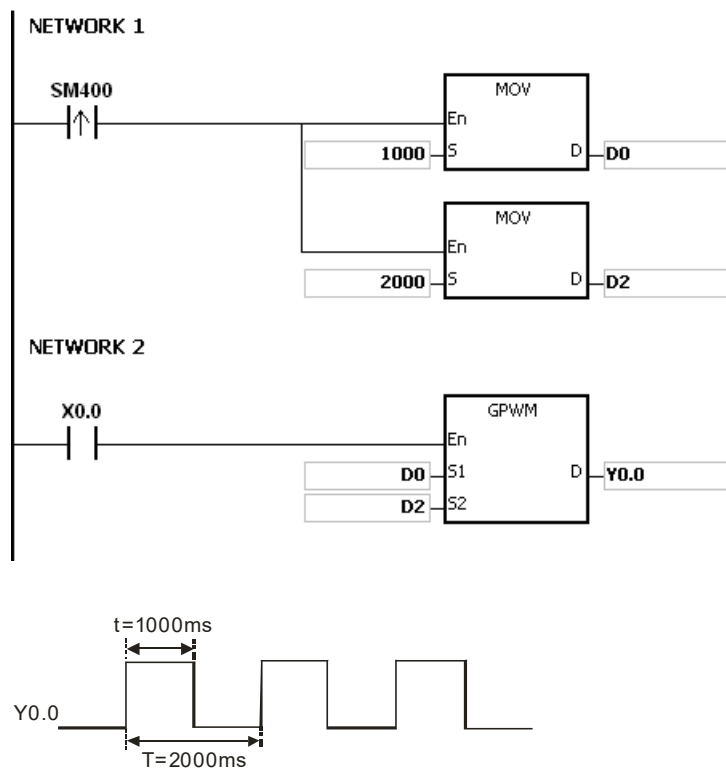 NETWORK 1
SM400
MOV
En
1000 S D D0
MOV
En
2000 S D D2
NETWORK 2
X0.0
GPWM
En
D0 S1 D Y0.0
D2 S2
t=1000ms
Y0.0
T=2000ms